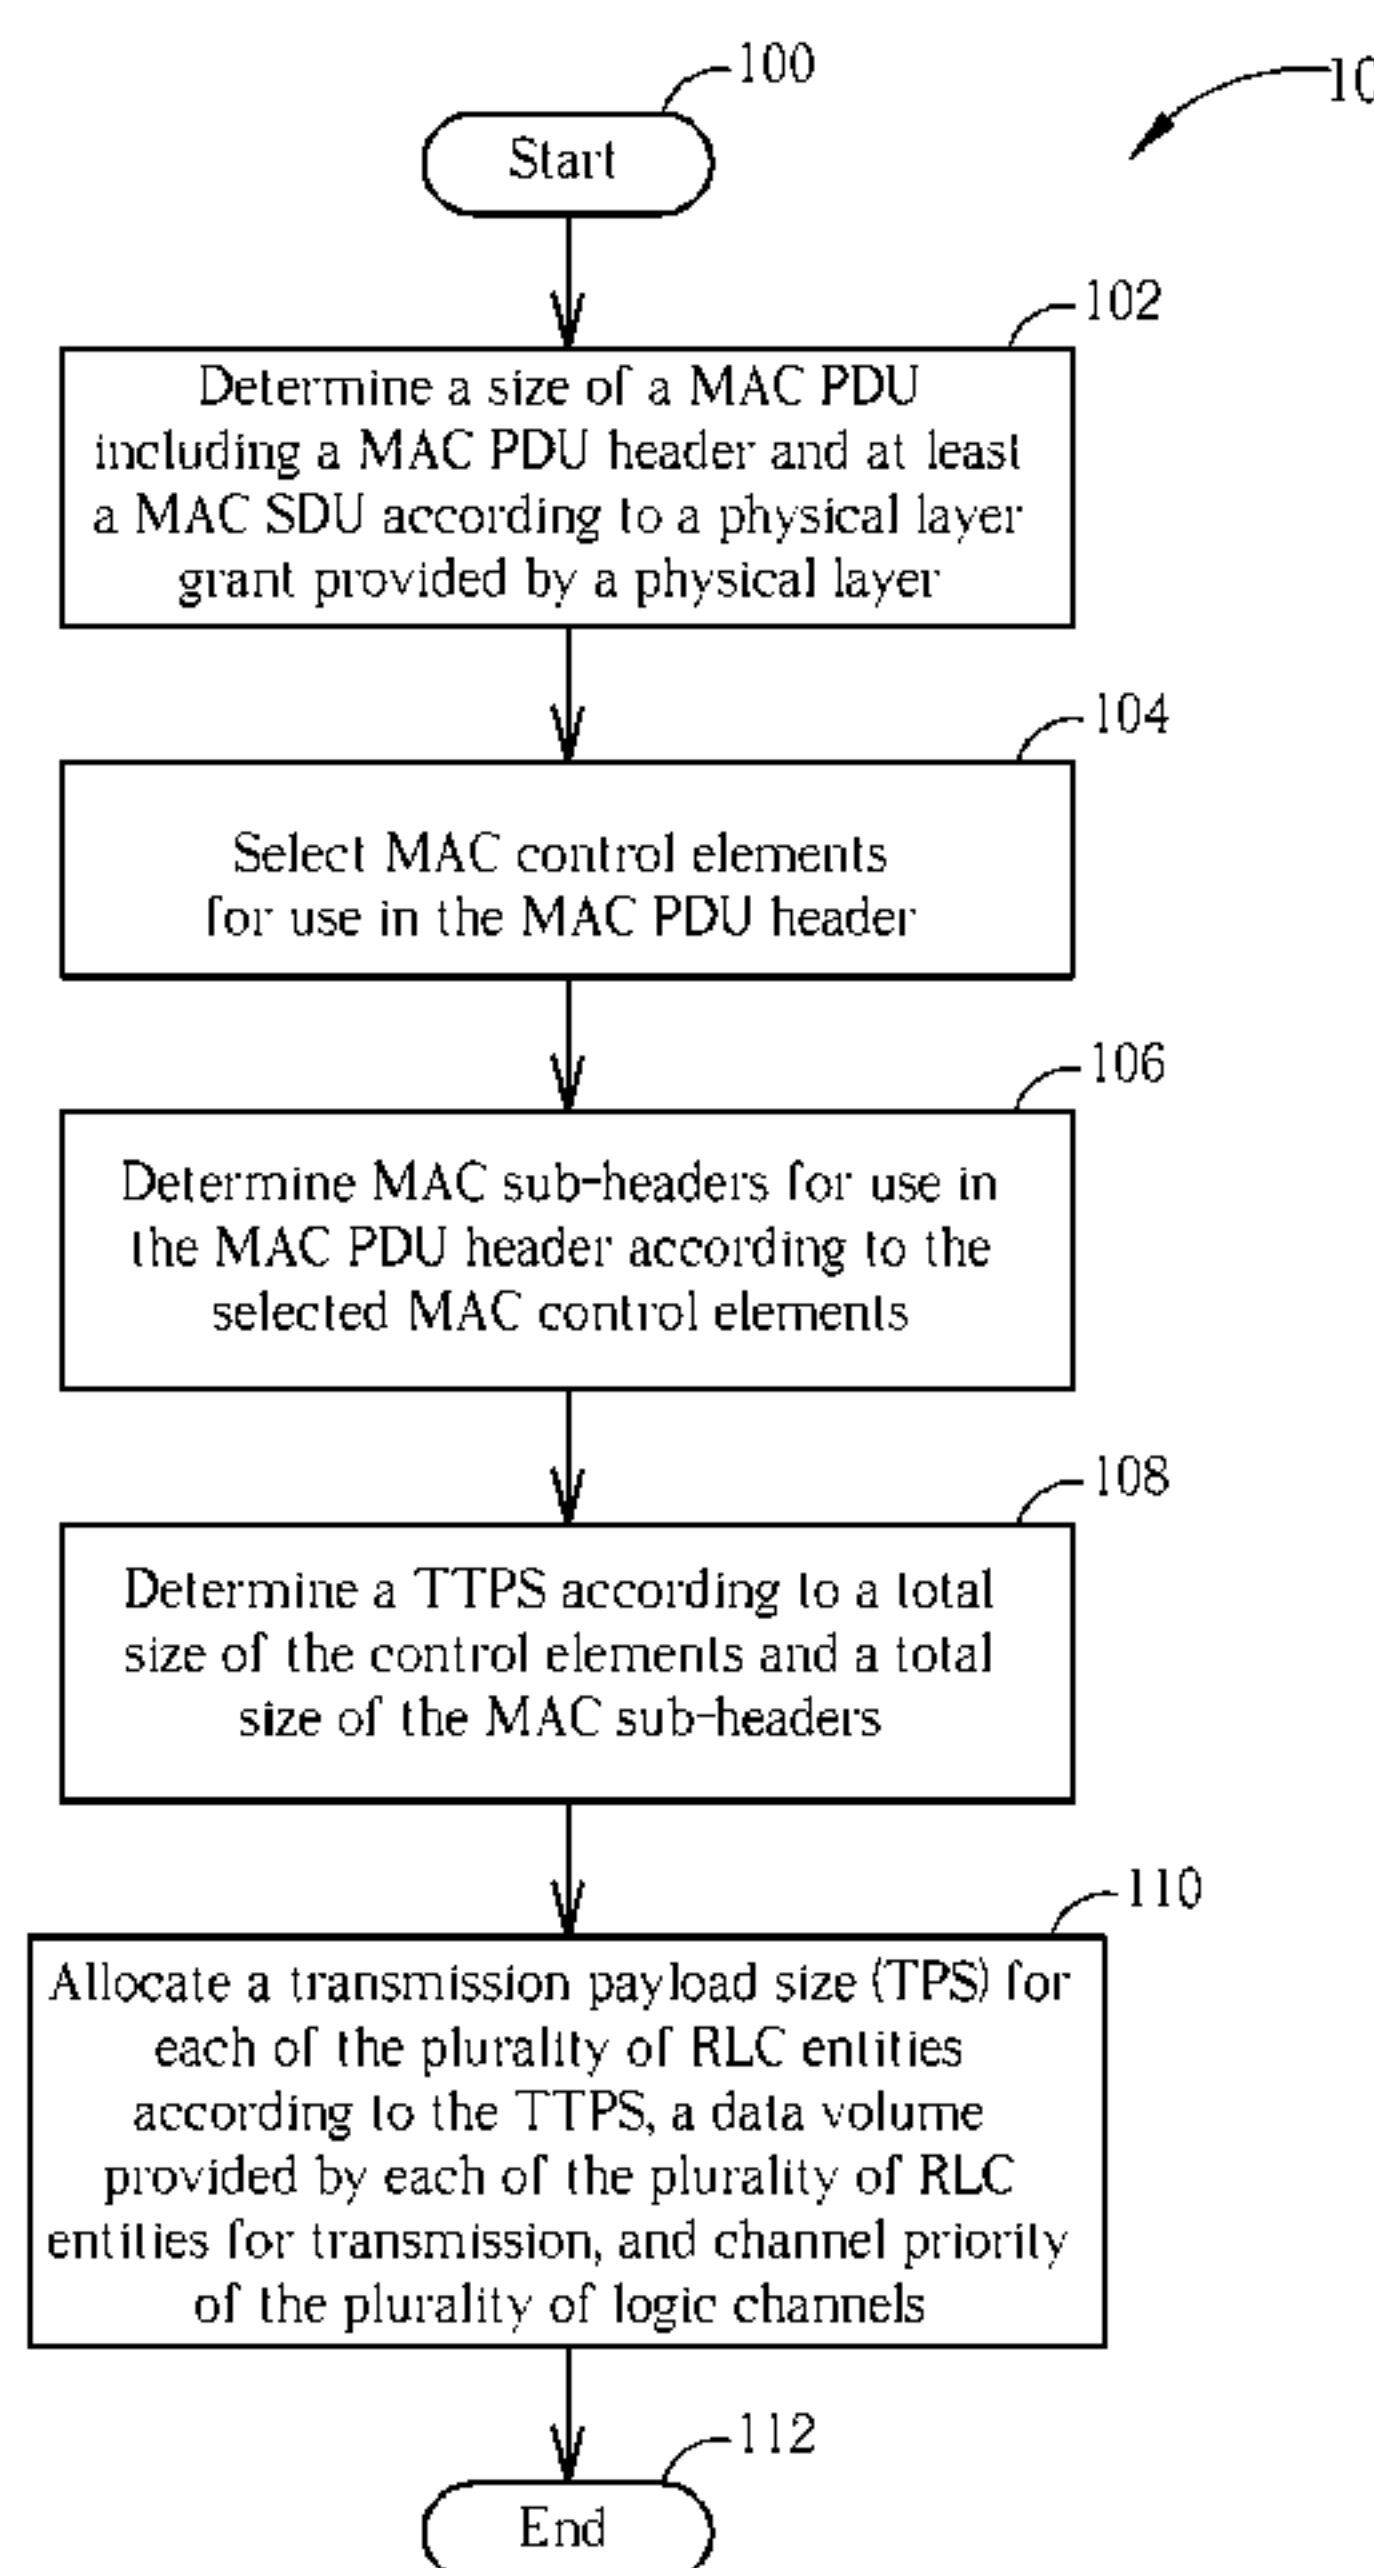 100
10
Start
102
Determine a size of a MAC PDU
including a MAC PDU header and at least
a MAC SDU according to a physical layer
grant provided by a physical layer
104
Select MAC control elements
for use in the MAC PDU header
106
Determine MAC sub-headers for use in
the MAC PDU header according to the
selected MAC control elements
108
Determine a TTPS according to a total
size of the control elements and a total
size of the MAC sub-headers
110
Allocate a transmission payload size (TPS) for
each of the plurality of RLC entities
according to the TTPS, a data volume
provided by each of the plurality of RLC
entities for transmission, and channel priority
of the plurality of logic channels
112
End